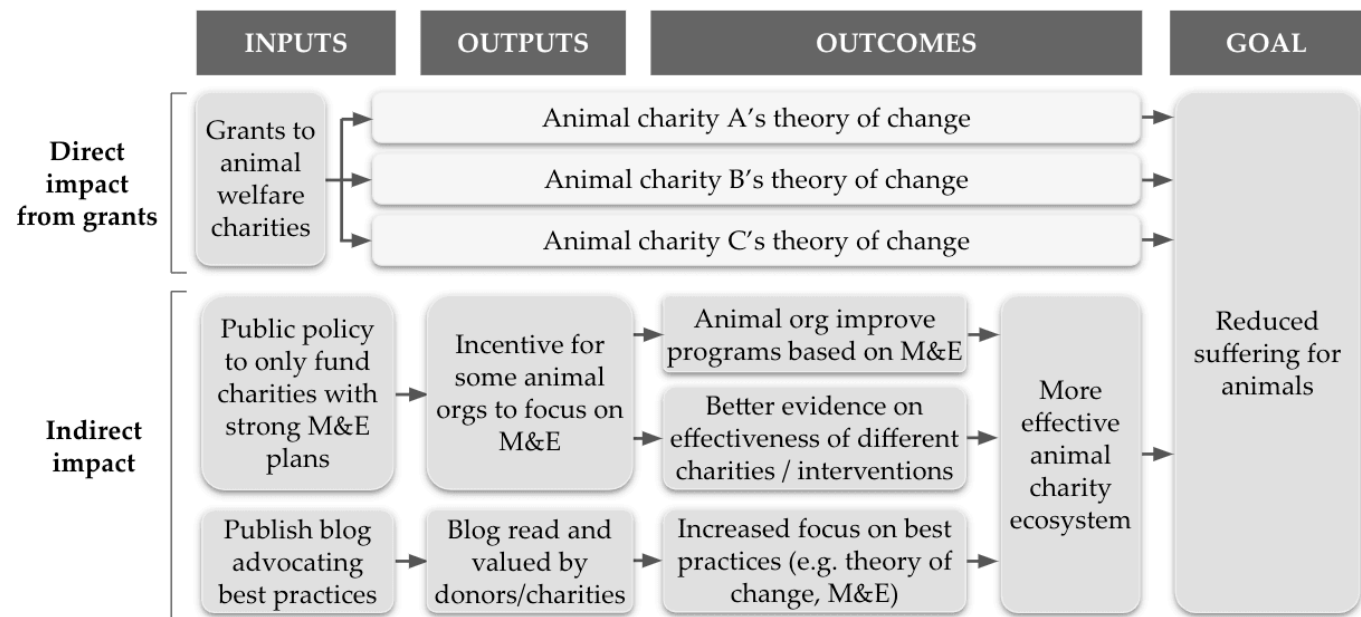 INPUTS
OUTPUTS
OUTCOMES
GOAL
Direct
impact
from grants
Grants to
animal
welfare
charities
Animal charity A’s theory of change
Animal charity B’s theory of change
Animal charity C’s theory of change
Reduced
suffering for
animals
Indirect
impact
Public policy
to only fund
charities with
strong M&E
plans
Incentive for
some animal
orgs to focus on
M&E
Animal org improve
programs based on M&E
Better evidence on
effectiveness of different
charities / interventions
More
effective
animal
charity
ecosystem
Publish blog
advocating
best practices
Blog read and
valued by
donors/charities
Increased focus on best
practices (e.g. theory of
change, M&E)